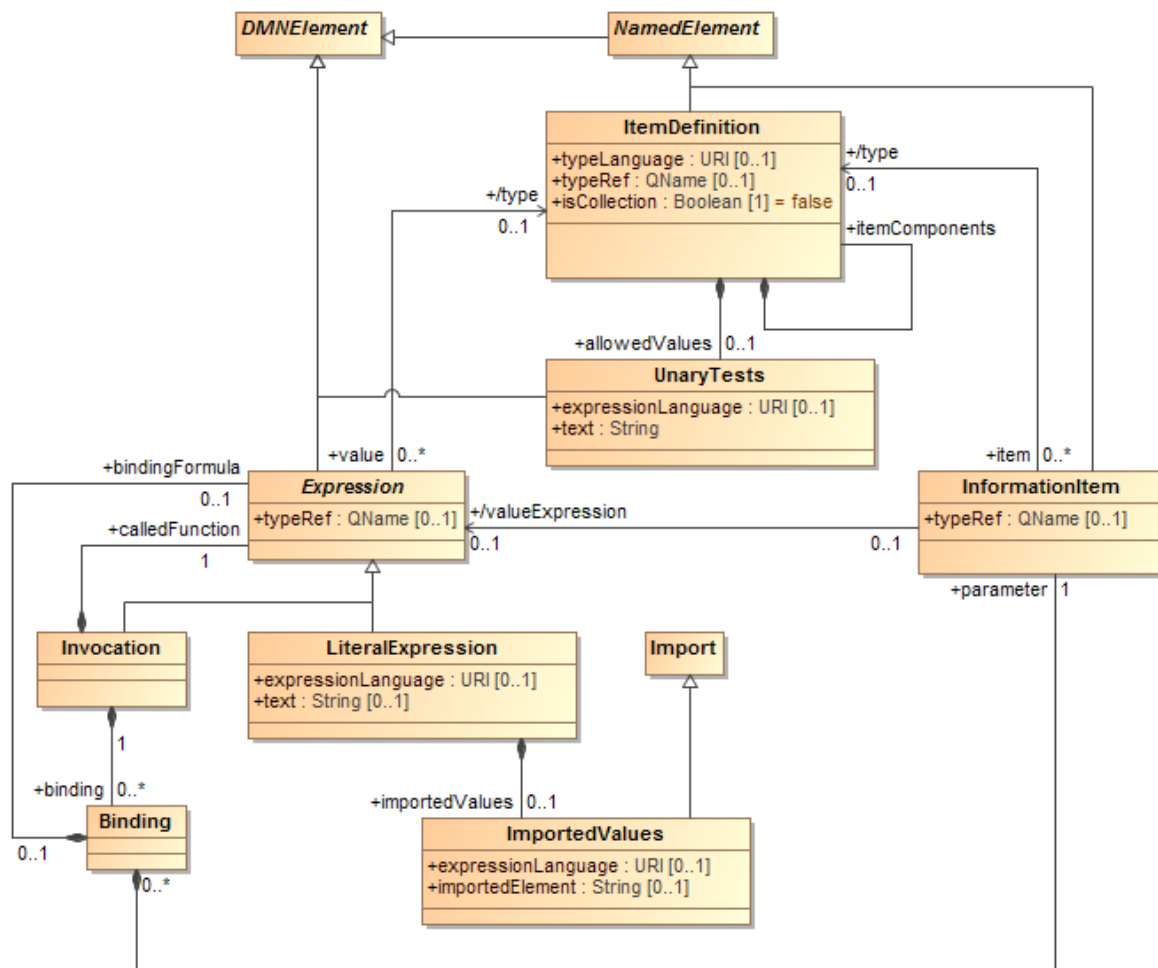 DMNElement
NamedElement
ItemDefinition
+typeLanguage : URI [0..1]
+typeRef : QName [0..1]
+isCollection : Boolean [1] = false
+/type
0..1
+/type
0..1
+itemComponents
+allowedValues
0..1
UnaryTests
+expressionLanguage : URI [0..1]
+text : String
+value
0..*
+item
0..*
+bindingFormula
0..1
Expression
+typeRef : QName [0..1]
+/valueExpression
0..1
0..1
InformationItem
+typeRef : QName [0..1]
+calledFunction
1
+parameter
1
Invocation
LiteralExpression
+expressionLanguage : URI [0..1]
+text : String [0..1]
Import
1
+binding
0..*
+importedValues
0..1
Binding
0..1
0..*
ImportedValues
+expressionLanguage : URI [0..1]
+importedElement : String [0..1]